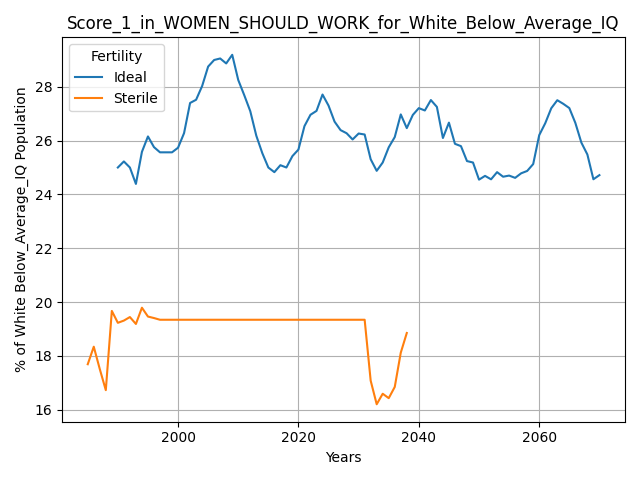 Score_1_in_WOMEN_SHOULD_WORK_for_White_Below_Average_IQ
Fertility
Ideal
Sterile
% of White Below_Average_IQ Population
28
26
24
22
20
18
16
2000
2020
2040
2060
Years